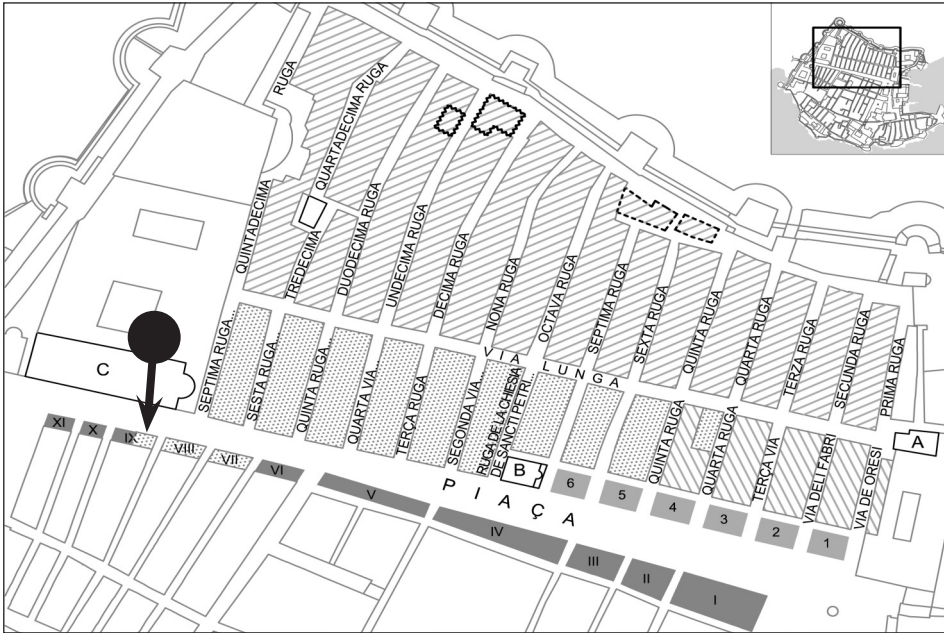 RUGA
QUARTADECIMA RUGA
QUINTADECIMA
TREDECIMA
DUODECIMA RUGA
UNDECIMA RUGA
DECIMA RUGA
NONA RUGA
OCTAVA RUGA
SEPTIMA RUGA
SEXTA RUGA
QUINTA RUGA
QUARTA RUGA
TERZA RUGA
SECUNDA RUGA
PRIMA RUGA
VIA LUNGA
SEPTIMA RUGA...
SESTA RUGA...
QUINTA RUGA...
QUARTA VIA...
TERÇA RUGA
SEGONDA VIA...
RUGA DE LA CHIESIA
DE SANCTI PETRI
QUINTA RUGA
QUARTA RUGA
TERÇA VIA
VIA DELI FABRI
VIA DE ORESI
A
B
C
PIAÇA
6
5
4
3
2
1
XI
X
IX
VIII
VII
VI
V
IV
III
II
I